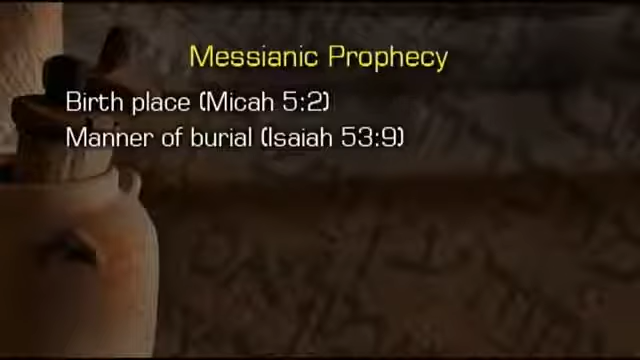 Messianic Prophecy
Birth place (Micah 5:2)
Manner of burial (Isaiah 53:9)